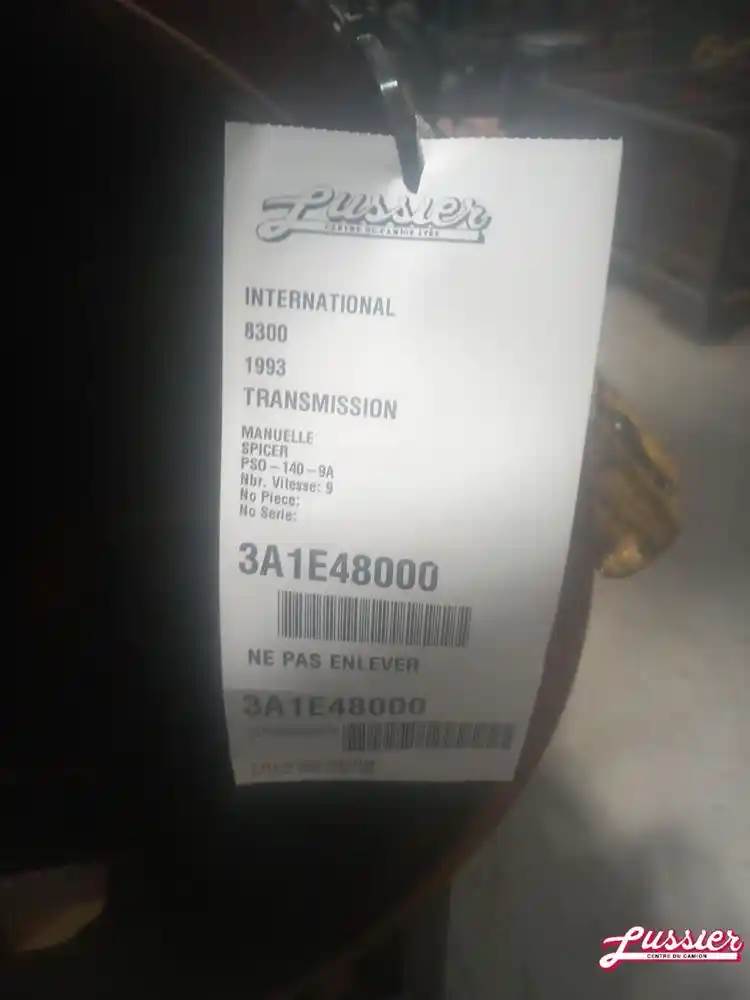 Lussier
CENTRE DU CAMION LTÉE
INTERNATIONAL
8300
1993
TRANSMISSION
MANUELLE
SPICER
PSO-140-9A
Nbr. Vitesse: 9
No Piece:
No Serie:
3A1E48000
NE PAS ENLEVER
3A1E48000
Lussier
CENTRE DU CAMION